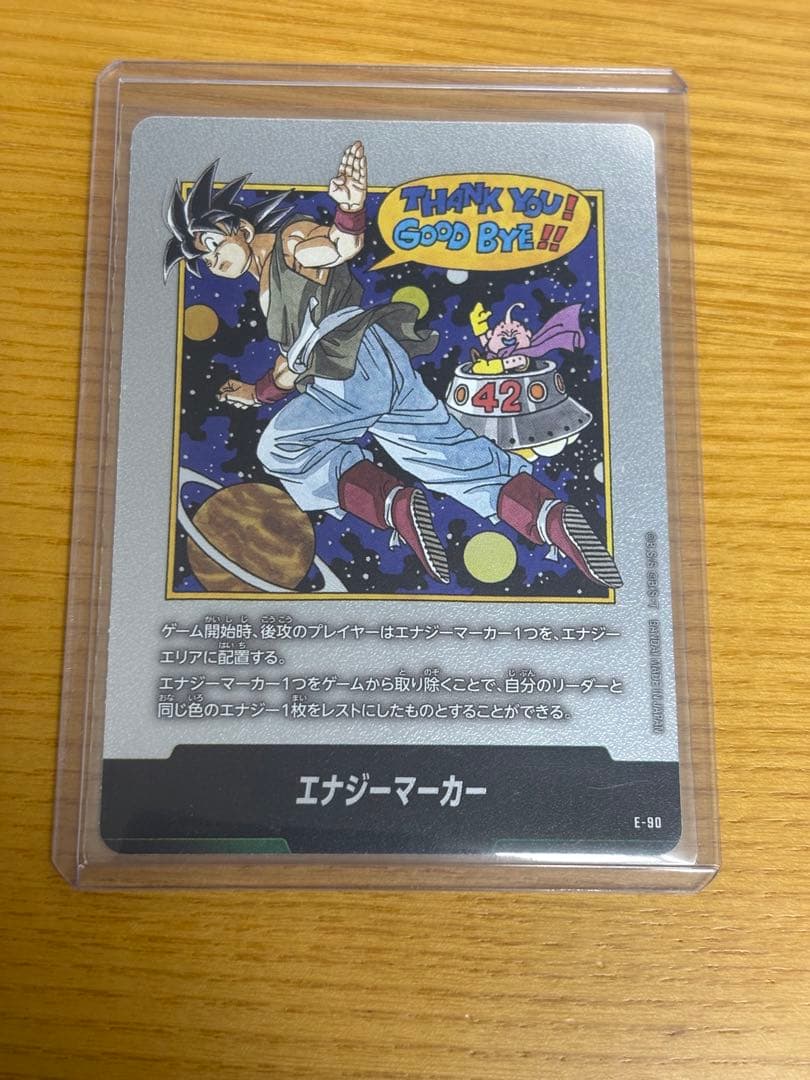 THANK YOU!
GOOD BYE!!
42
ゲーム開始時、後攻のプレイヤーはエナジーマーカー1つを、エナジー
エリアに配置する。
エナジーマーカー1つをゲームから取り除くことで、自分のリーダーと
同じ色のエナジー1枚をレストにしたものとすることができる。
BANDAI MADE IN JAPAN
エナジーマーカー
E-90